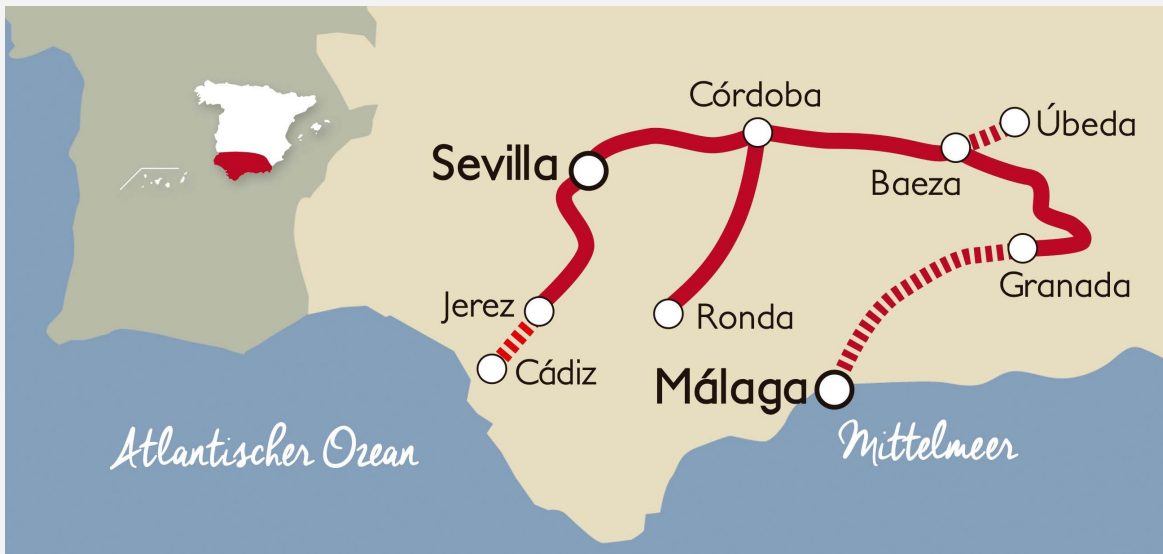 Córdoba
Úbeda
Sevilla
Baeza
Jerez
Ronda
Granada
Cádiz
Málaga
Atlantischer Ozean
Mittelmeer